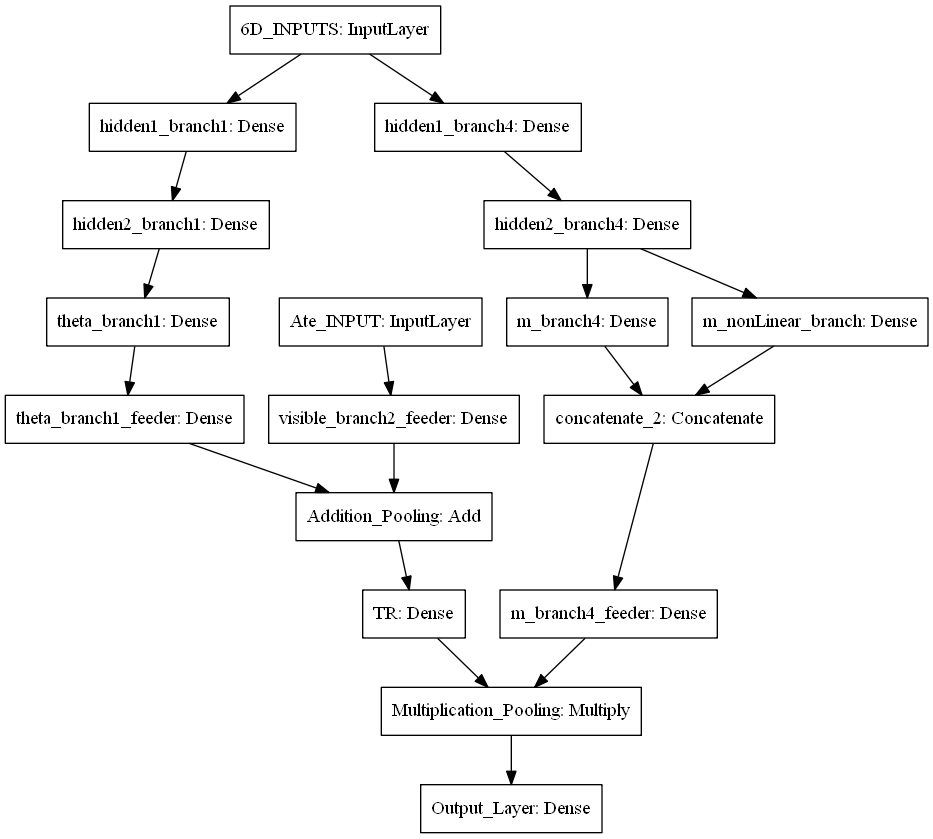 6D_INPUTS: InputLayer
hidden1_branch1: Dense
hidden1_branch4: Dense
hidden2_branch1: Dense
hidden2_branch4: Dense
theta_branch1: Dense
Ate_INPUT: InputLayer
m_branch4: Dense
m_nonLinear_branch: Dense
theta_branch1_feeder: Dense
visible_branch2_feeder: Dense
concatenate_2: Concatenate
Addition_Pooling: Add
TR: Dense
m_branch4_feeder: Dense
Multiplication_Pooling: Multiply
Output_Layer: Dense